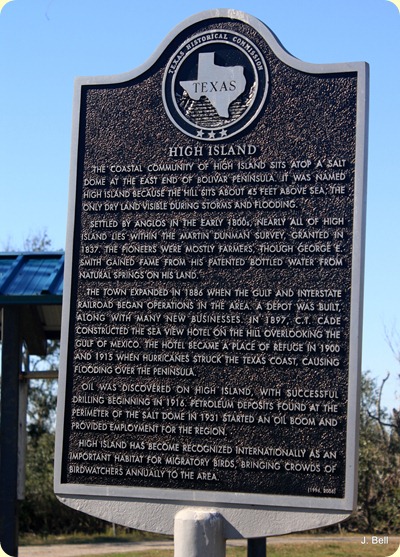 TEXAS HISTORICAL COMMISSION
TEXAS
HIGH ISLAND
THE COASTAL COMMUNITY OF HIGH ISLAND SITS ATOP A SALT
DOME AT THE EAST END OF BOLIVAR PENINSULA. IT WAS NAMED
HIGH ISLAND BECAUSE THE HILL SITS ABOUT 45 FEET ABOVE SEA, THE
ONLY DRY LAND VISIBLE DURING STORMS AND FLOODING.
SETTLED BY ANGLOS IN THE EARLY 1800s, NEARLY ALL OF HIGH
ISLAND LIES WITHIN THE MARTIN DUNMAN SURVEY, GRANTED IN
1837. THE PIONEERS WERE MOSTLY FARMERS, THOUGH GEORGE E.
SMITH GAINED FAME FROM HIS PATENTED BOTTLED WATER FROM
NATURAL SPRINGS ON HIS LAND.
THE TOWN EXPANDED IN 1886 WHEN THE GULF AND INTERSTATE
RAILROAD BEGAN OPERATIONS IN THE AREA. A DEPOT WAS BUILT,
ALONG WITH MANY NEW BUSINESSES. IN 1897, C.T. CADE
CONSTRUCTED THE SEA VIEW HOTEL ON THE HILL OVERLOOKING THE
GULF OF MEXICO. THE HOTEL BECAME A PLACE OF REFUGE IN 1900
AND 1915 WHEN HURRICANES STRUCK THE TEXAS COAST, CAUSING
FLOODING OVER THE PENINSULA.
OIL WAS DISCOVERED ON HIGH ISLAND, WITH SUCCESSFUL
DRILLING BEGINNING IN 1916. PETROLEUM DEPOSITS FOUND AT THE
PERIMETER OF THE SALT DOME IN 1931 STARTED AN OIL BOOM AND
PROVIDED EMPLOYMENT FOR THE REGION.
HIGH ISLAND HAS BECOME RECOGNIZED INTERNATIONALLY AS AN
IMPORTANT HABITAT FOR MIGRATORY BIRDS, BRINGING CROWDS OF
BIRDWATCHERS ANNUALLY TO THE AREA.
(1994, 2006)
J. Bell